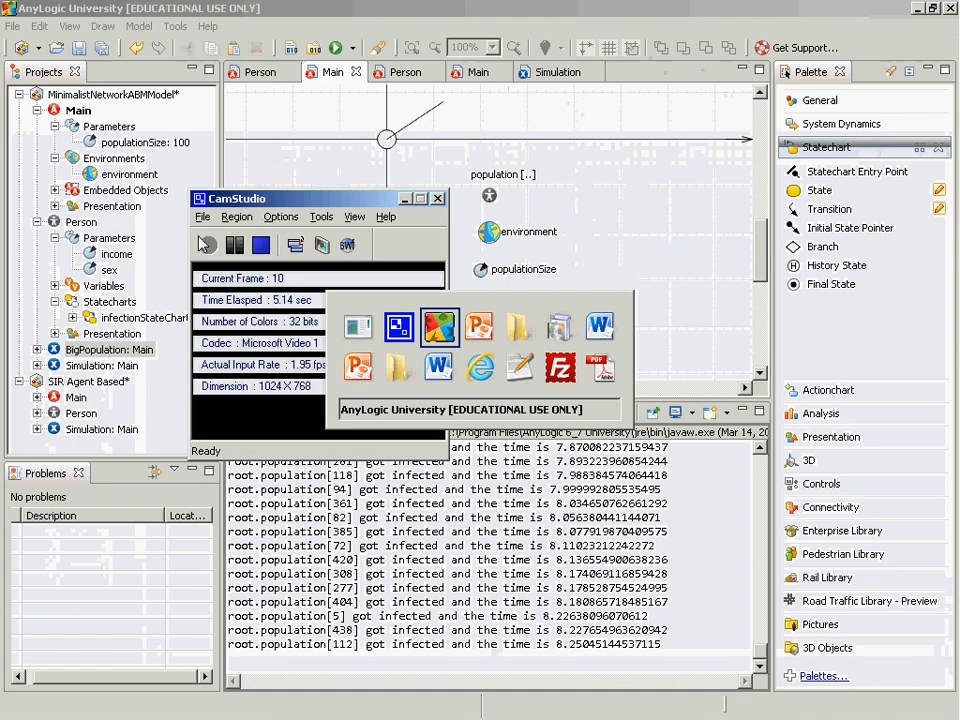 AnyLogic University [EDUCATIONAL USE ONLY]
File Edit View Draw Model Tools Help
100%
Get Support...
Projects
MinimalistNetworkABMModel*
Main
Parameters
populationSize: 100
Environments
environment
Embedded Objects
Presentation
Person
Parameters
income
sex
Variables
Statecharts
infectionStateChart
Presentation
BigPopulation: Main
Simulation: Main
SIR Agent Based*
Main
Person
Simulation: Main
Person Main Person Main Simulation
population [..]
environment
populationSize
CamStudio
File Region Options Tools View Help
Current Frame : 10
Time Elasped : 5.14 sec
Number of Colors : 32 bits
Codec : Microsoft Video 1
Actual Input Rate : 1.95 fps
Dimension : 1024 X 768
Ready
AnyLogic University [EDUCATIONAL USE ONLY]
:\Program Files\AnyLogic 6_7 University\jre\bin\javaw.exe (Mar 14, 20
and the time is 7.870082237159437
and the time is 7.893223960854244
root.population[118] got infected and the time is 7.988384574064418
root.population[94] got infected and the time is 7.999992805535495
root.population[361] got infected and the time is 8.034650762661292
root.population[82] got infected and the time is 8.056380441144071
root.population[385] got infected and the time is 8.077919870409575
root.population[72] got infected and the time is 8.11023212242272
root.population[420] got infected and the time is 8.136554900638236
root.population[308] got infected and the time is 8.174069116859428
root.population[277] got infected and the time is 8.178528754524995
root.population[404] got infected and the time is 8.180865718485167
root.population[5] got infected and the time is 8.22638096070612
root.population[438] got infected and the time is 8.227654963620942
root.population[112] got infected and the time is 8.25045144537115
Problems
No problems
Description Locat...
Palette
General
System Dynamics
Statechart
Statechart Entry Point
State
Transition
Initial State Pointer
Branch
History State
Final State
Actionchart
Analysis
Presentation
3D
Controls
Connectivity
Enterprise Library
Pedestrian Library
Rail Library
Road Traffic Library - Preview
Pictures
3D Objects
Palettes...